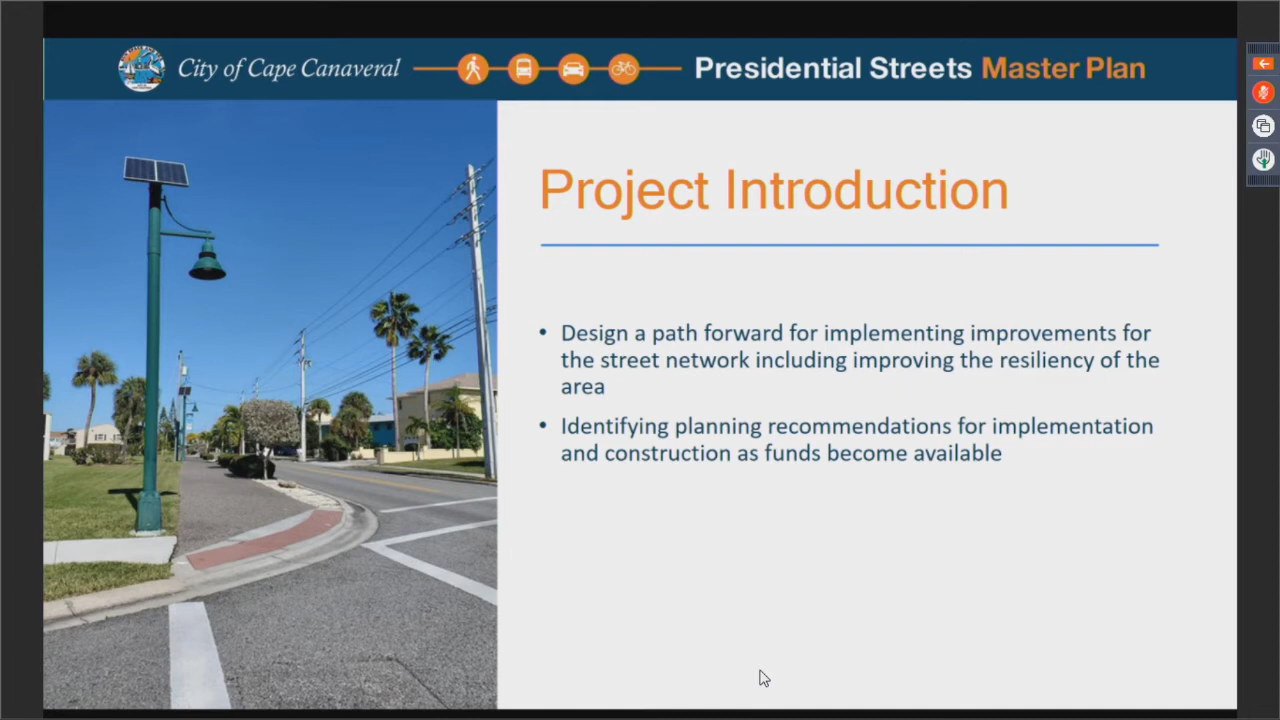 City of Cape Canaveral
Presidential Streets Master Plan
Project Introduction
• Design a path forward for implementing improvements for
the street network including improving the resiliency of the
area
• Identifying planning recommendations for implementation
and construction as funds become available